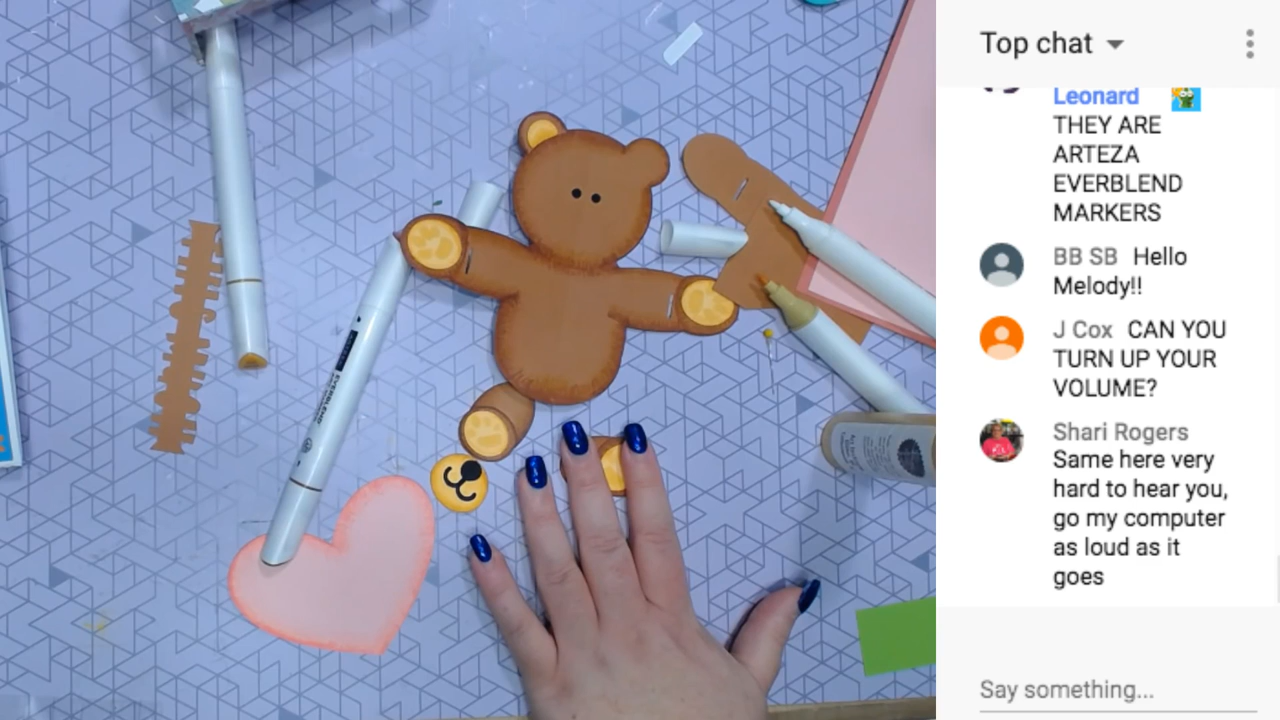 Top chat
Leonard
THEY ARE
ARTEZA
EVERBLEND
MARKERS
BB SB Hello
Melody!!
J Cox CAN YOU
TURN UP YOUR
VOLUME?
Shari Rogers
Same here very
hard to hear you,
go my computer
as loud as it
goes
Say something...
EVERBLEND